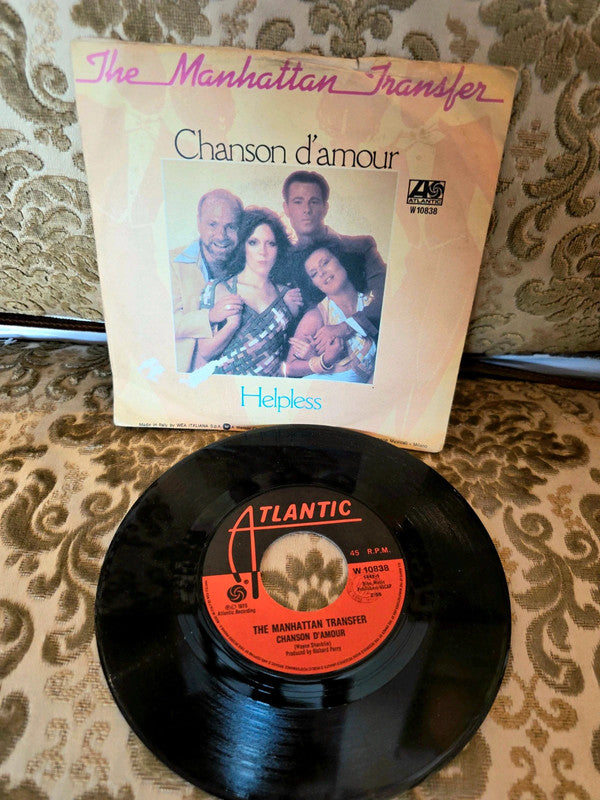 The Manhattan Transfer
Chanson d'amour
ATLANTIC
W 10838
Helpless
Made in Italy by WEA ITALIANA S.p.A.
Milano
ATLANTIC
45 R.P.M.
W 10838
Atlantic Recording
THE MANHATTAN TRANSFER
CHANSON D'AMOUR
(Wayne Shanklin)
Produced by Richard Perry